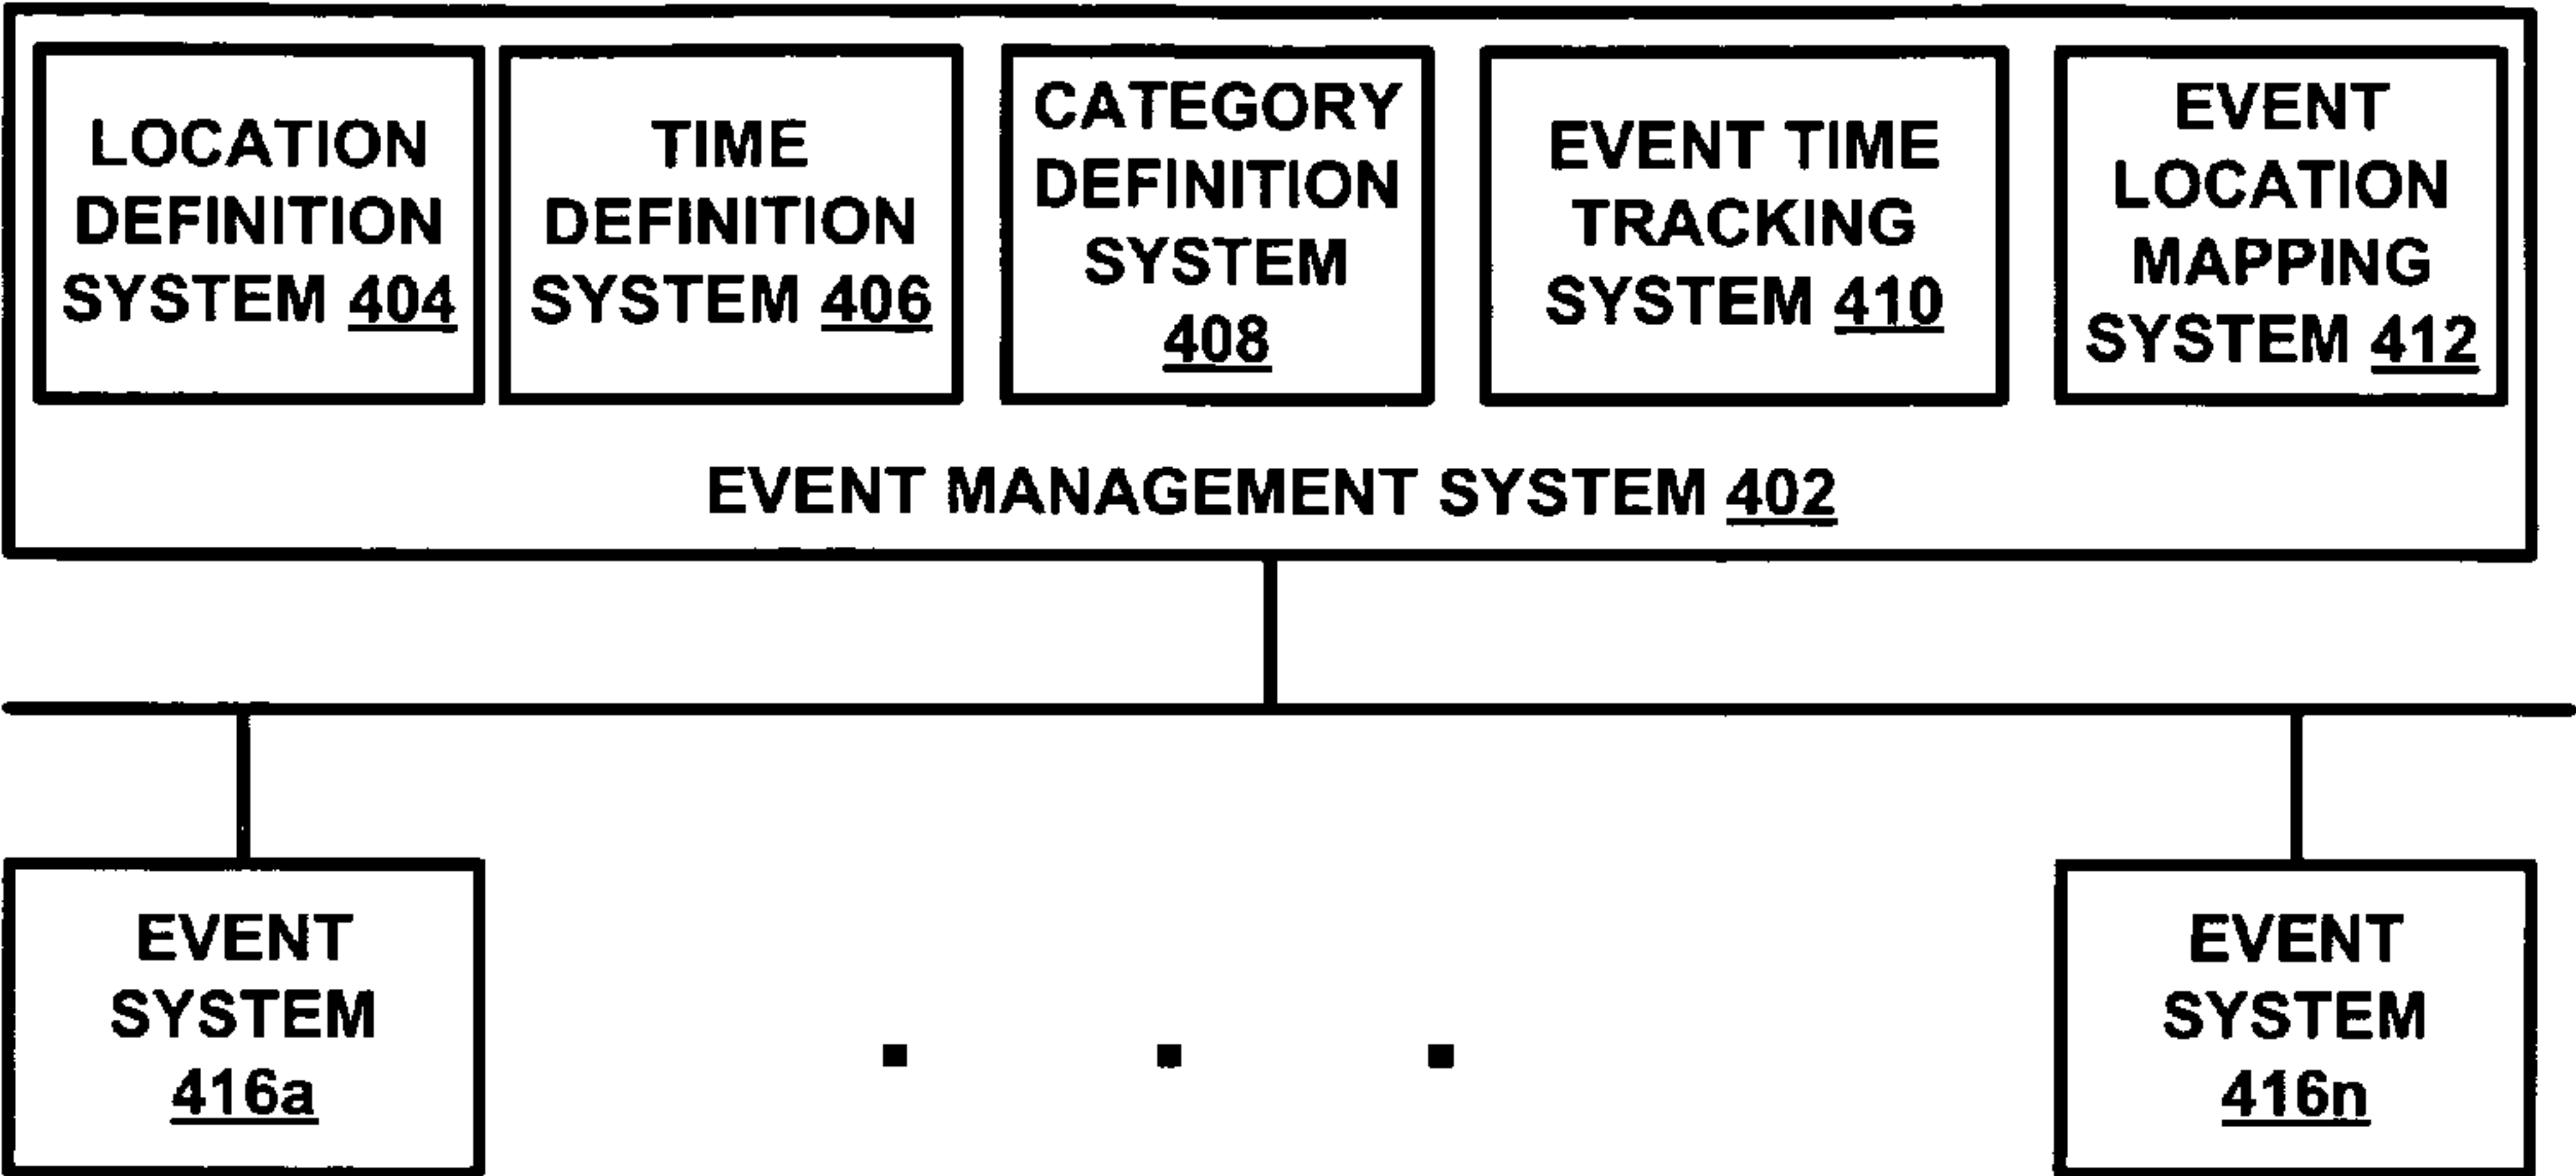 LOCATION
DEFINITION
SYSTEM 404
TIME
DEFINITION
SYSTEM 406
CATEGORY
DEFINITION
SYSTEM
408
EVENT TIME
TRACKING
SYSTEM 410
EVENT
LOCATION
MAPPING
SYSTEM 412
EVENT MANAGEMENT SYSTEM 402
EVENT
SYSTEM
416a
EVENT
SYSTEM
416n